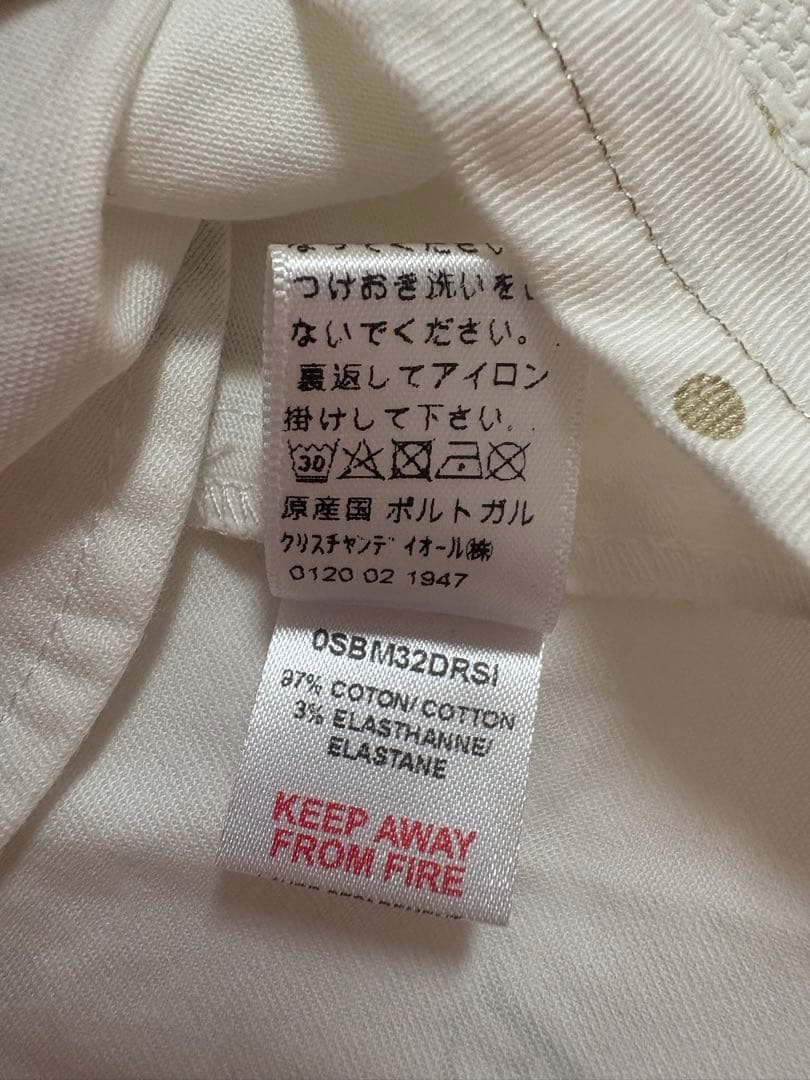 つけおき洗いを
ないでください。
裏返してアイロン
掛けして下さい。
30
原産国 ポルトガル
クリスチャンディオール㈱
0120 02 1947
0SBM32DRSI
97% COTON/COTTON
3% ELASTHANNE/
ELASTANE
KEEP AWAY
FROM FIRE